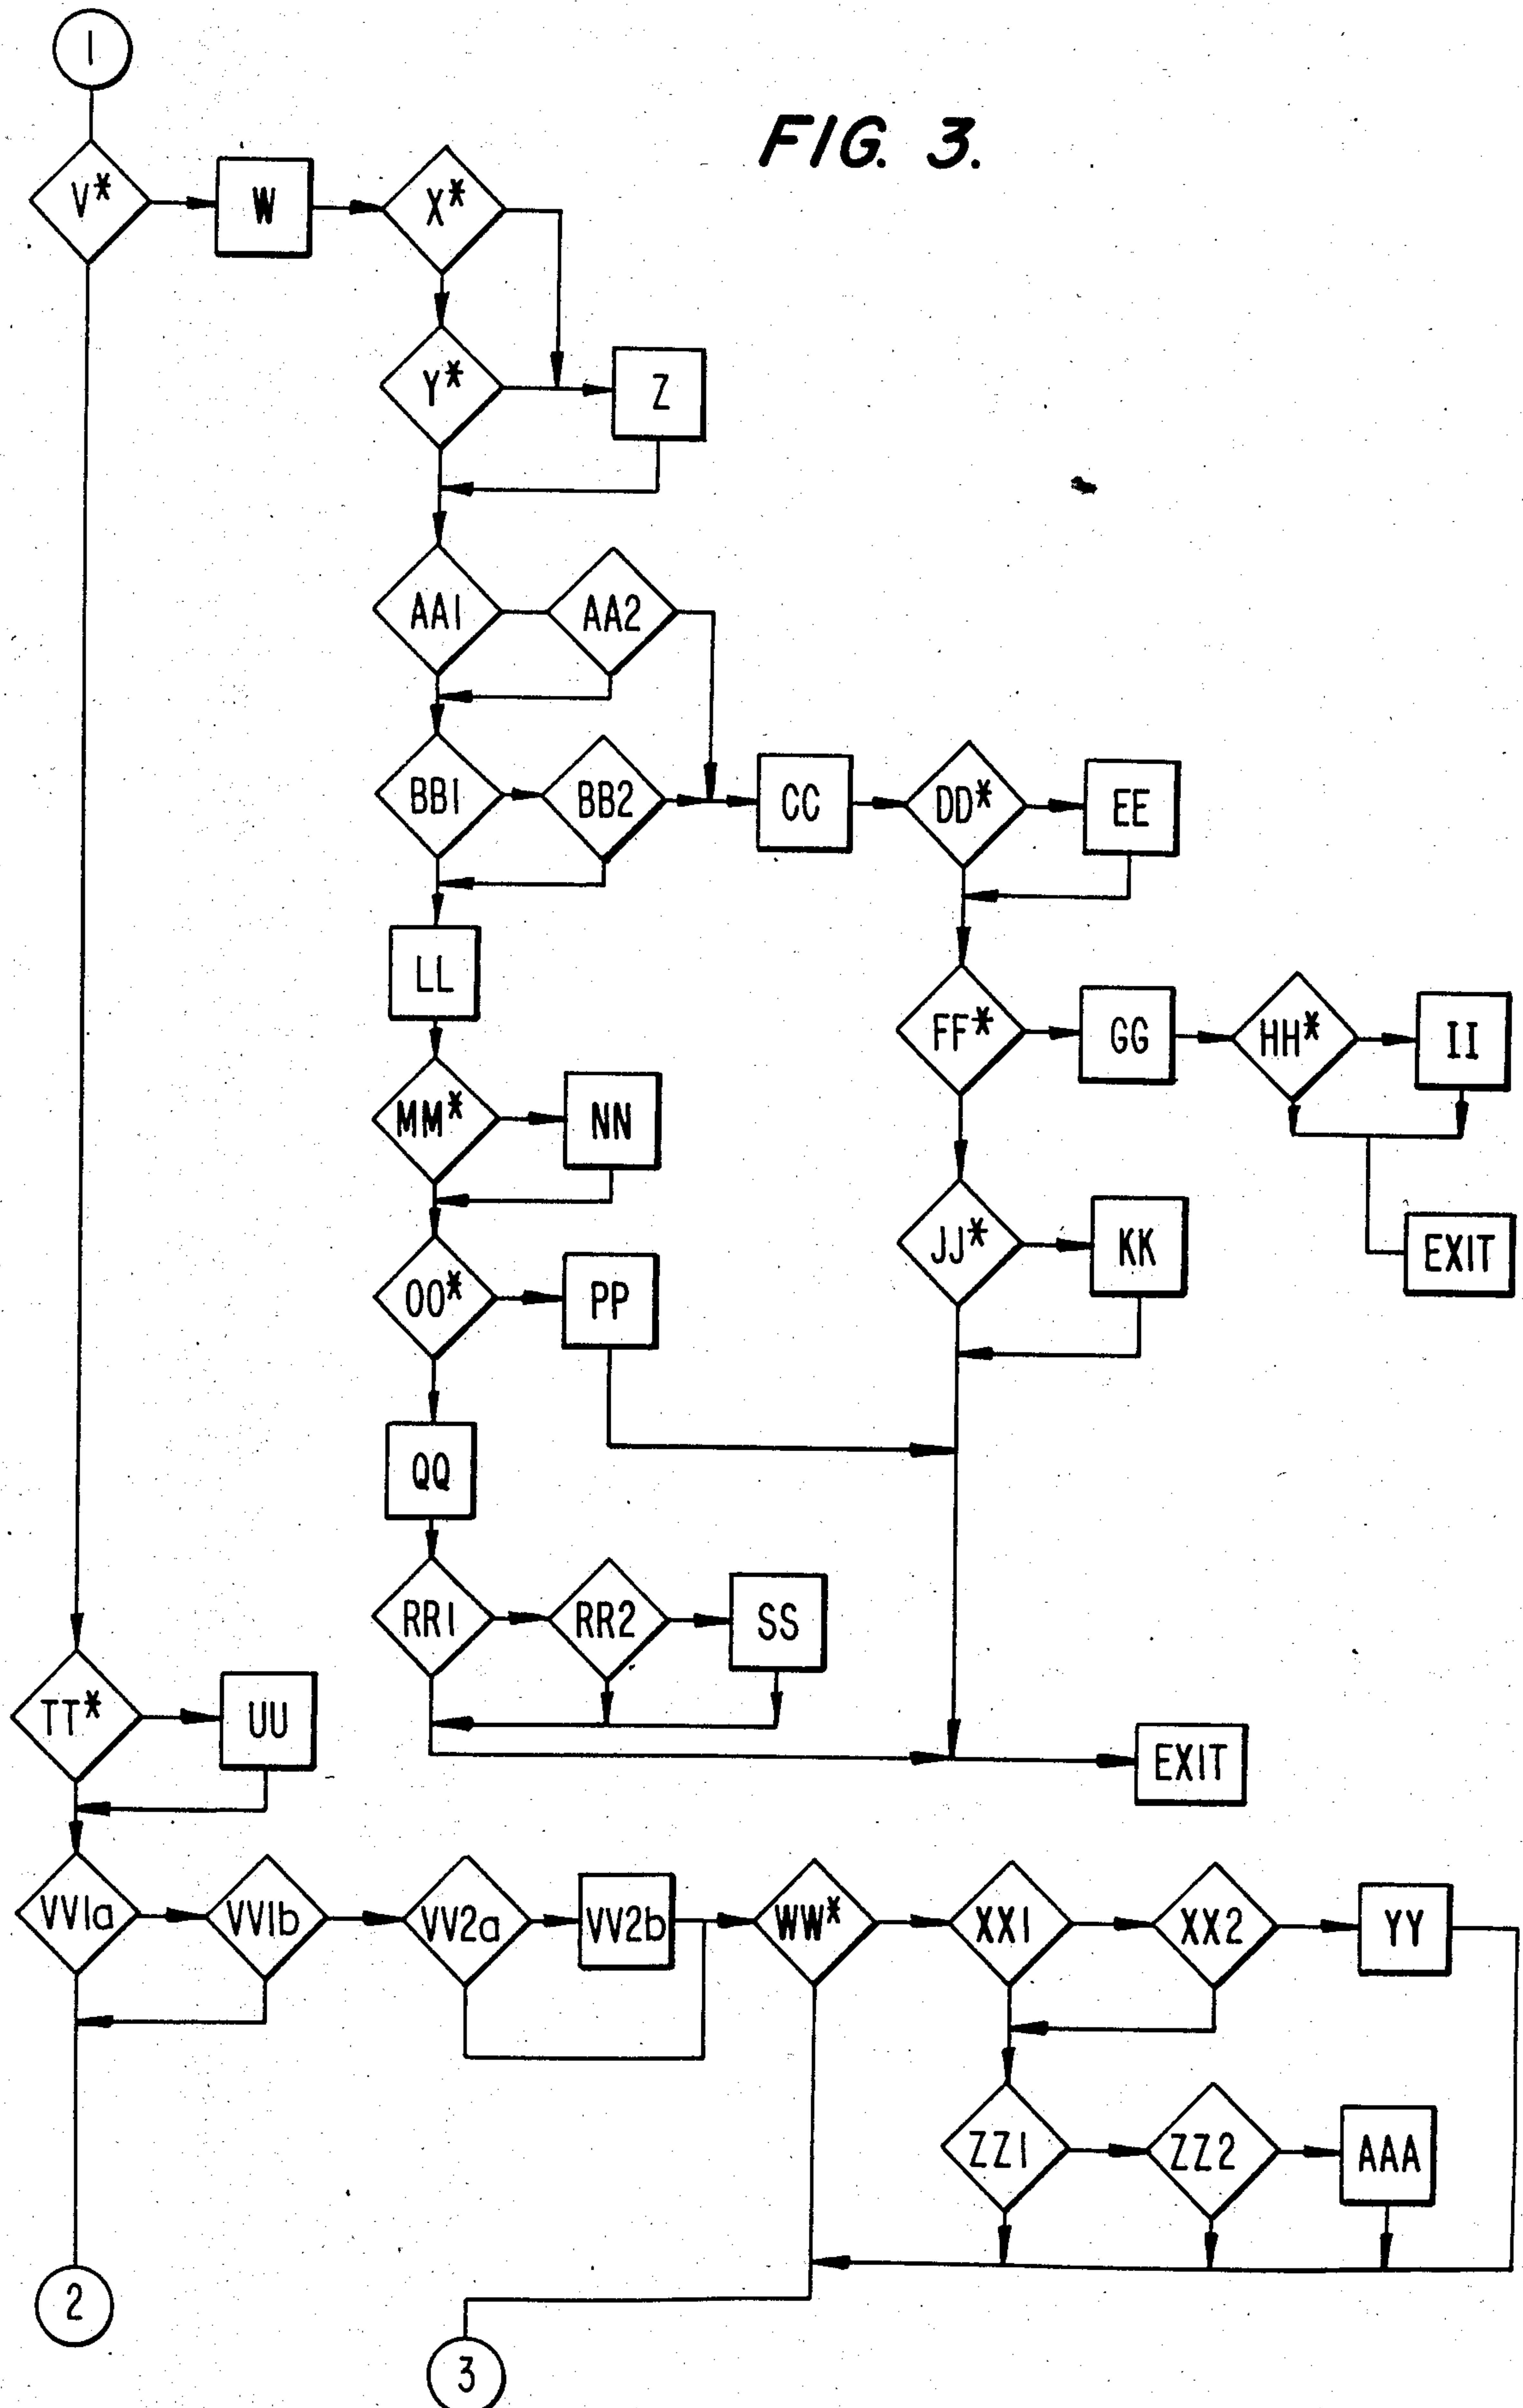 1
FIG. 3.
V*
W
X*
Y*
Z
AA1
AA2
BB1
BB2
CC
DD*
EE
LL
FF*
GG
HH*
II
MM*
NN
JJ*
KK
EXIT
OO*
PP
QQ
RR1
RR2
SS
TT*
UU
EXIT
VV1a
VV1b
VV2a
VV2b
WW*
XX1
XX2
YY
ZZ1
ZZ2
AAA
2
3